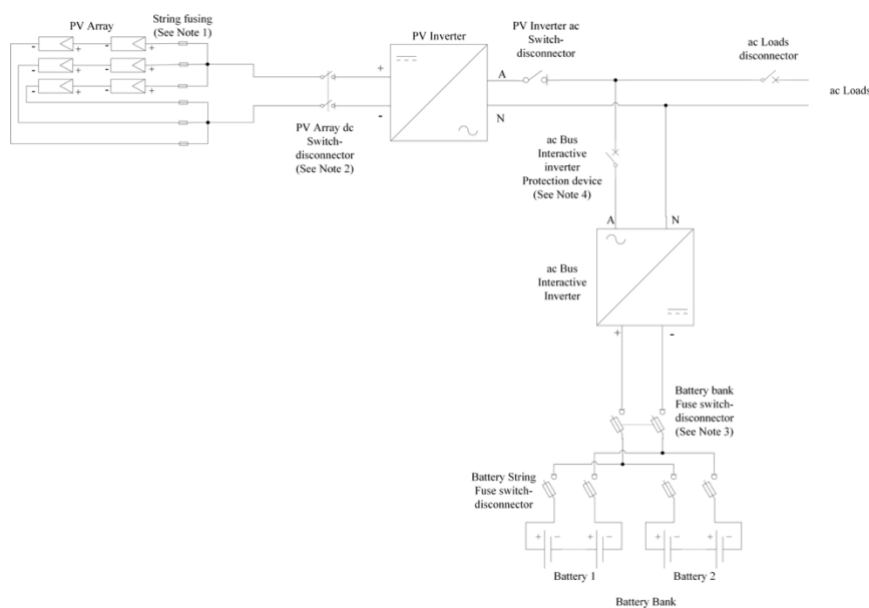 PV Array
String fusing
(See Note 1)
PV Inverter
PV Inverter ac
Switch-
disconnector
ac Loads
disconnector
- + - +
- + - +
- + - +
+
-
A
N
ac Loads
PV Array dc
Switch-
disconnector
(See Note 2)
ac Bus
Interactive
inverter
Protection device
(See Note 4)
A
N
ac Bus
Interactive
Inverter
+
-
Battery bank
Fuse switch-
disconnector
(See Note 3)
Battery String
Fuse switch-
disconnector
+ − + − + − + −
Battery 1
Battery 2
Battery Bank